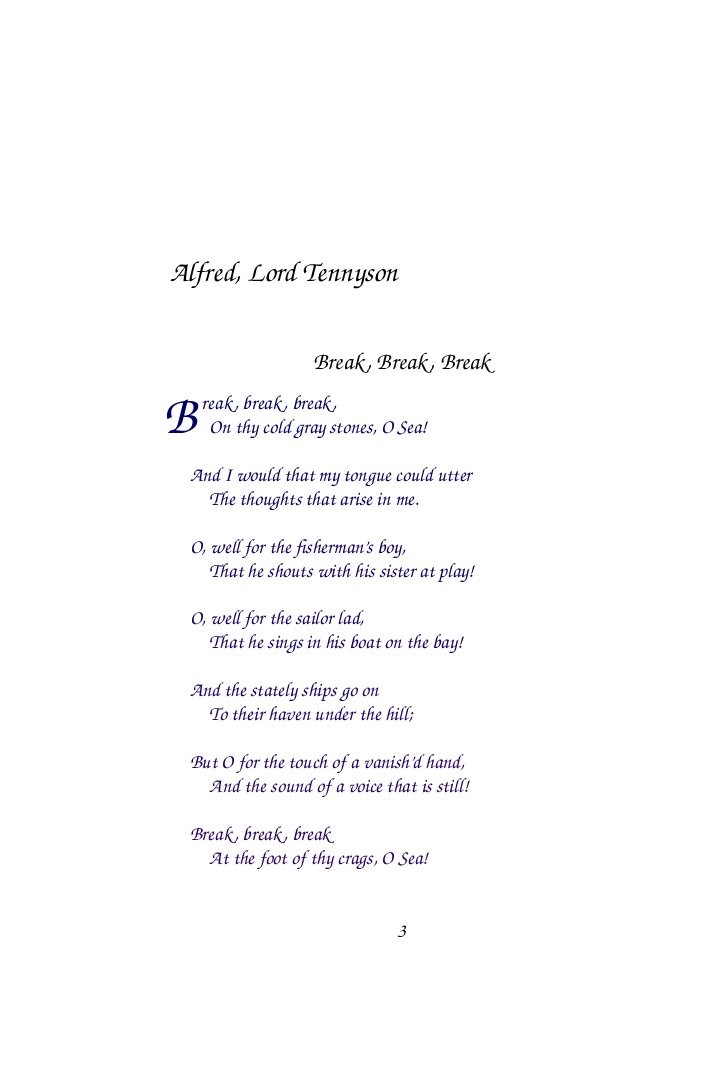 Alfred, Lord Tennyson
Break, Break, Break
Break, break, break,
On thy cold gray stones, O Sea!
And I would that my tongue could utter
The thoughts that arise in me.
O, well for the fisherman's boy,
That he shouts with his sister at play!
O, well for the sailor lad,
That he sings in his boat on the bay!
And the stately ships go on
To their haven under the hill;
But O for the touch of a vanish'd hand,
And the sound of a voice that is still!
Break, break, break
At the foot of thy crags, O Sea!
3